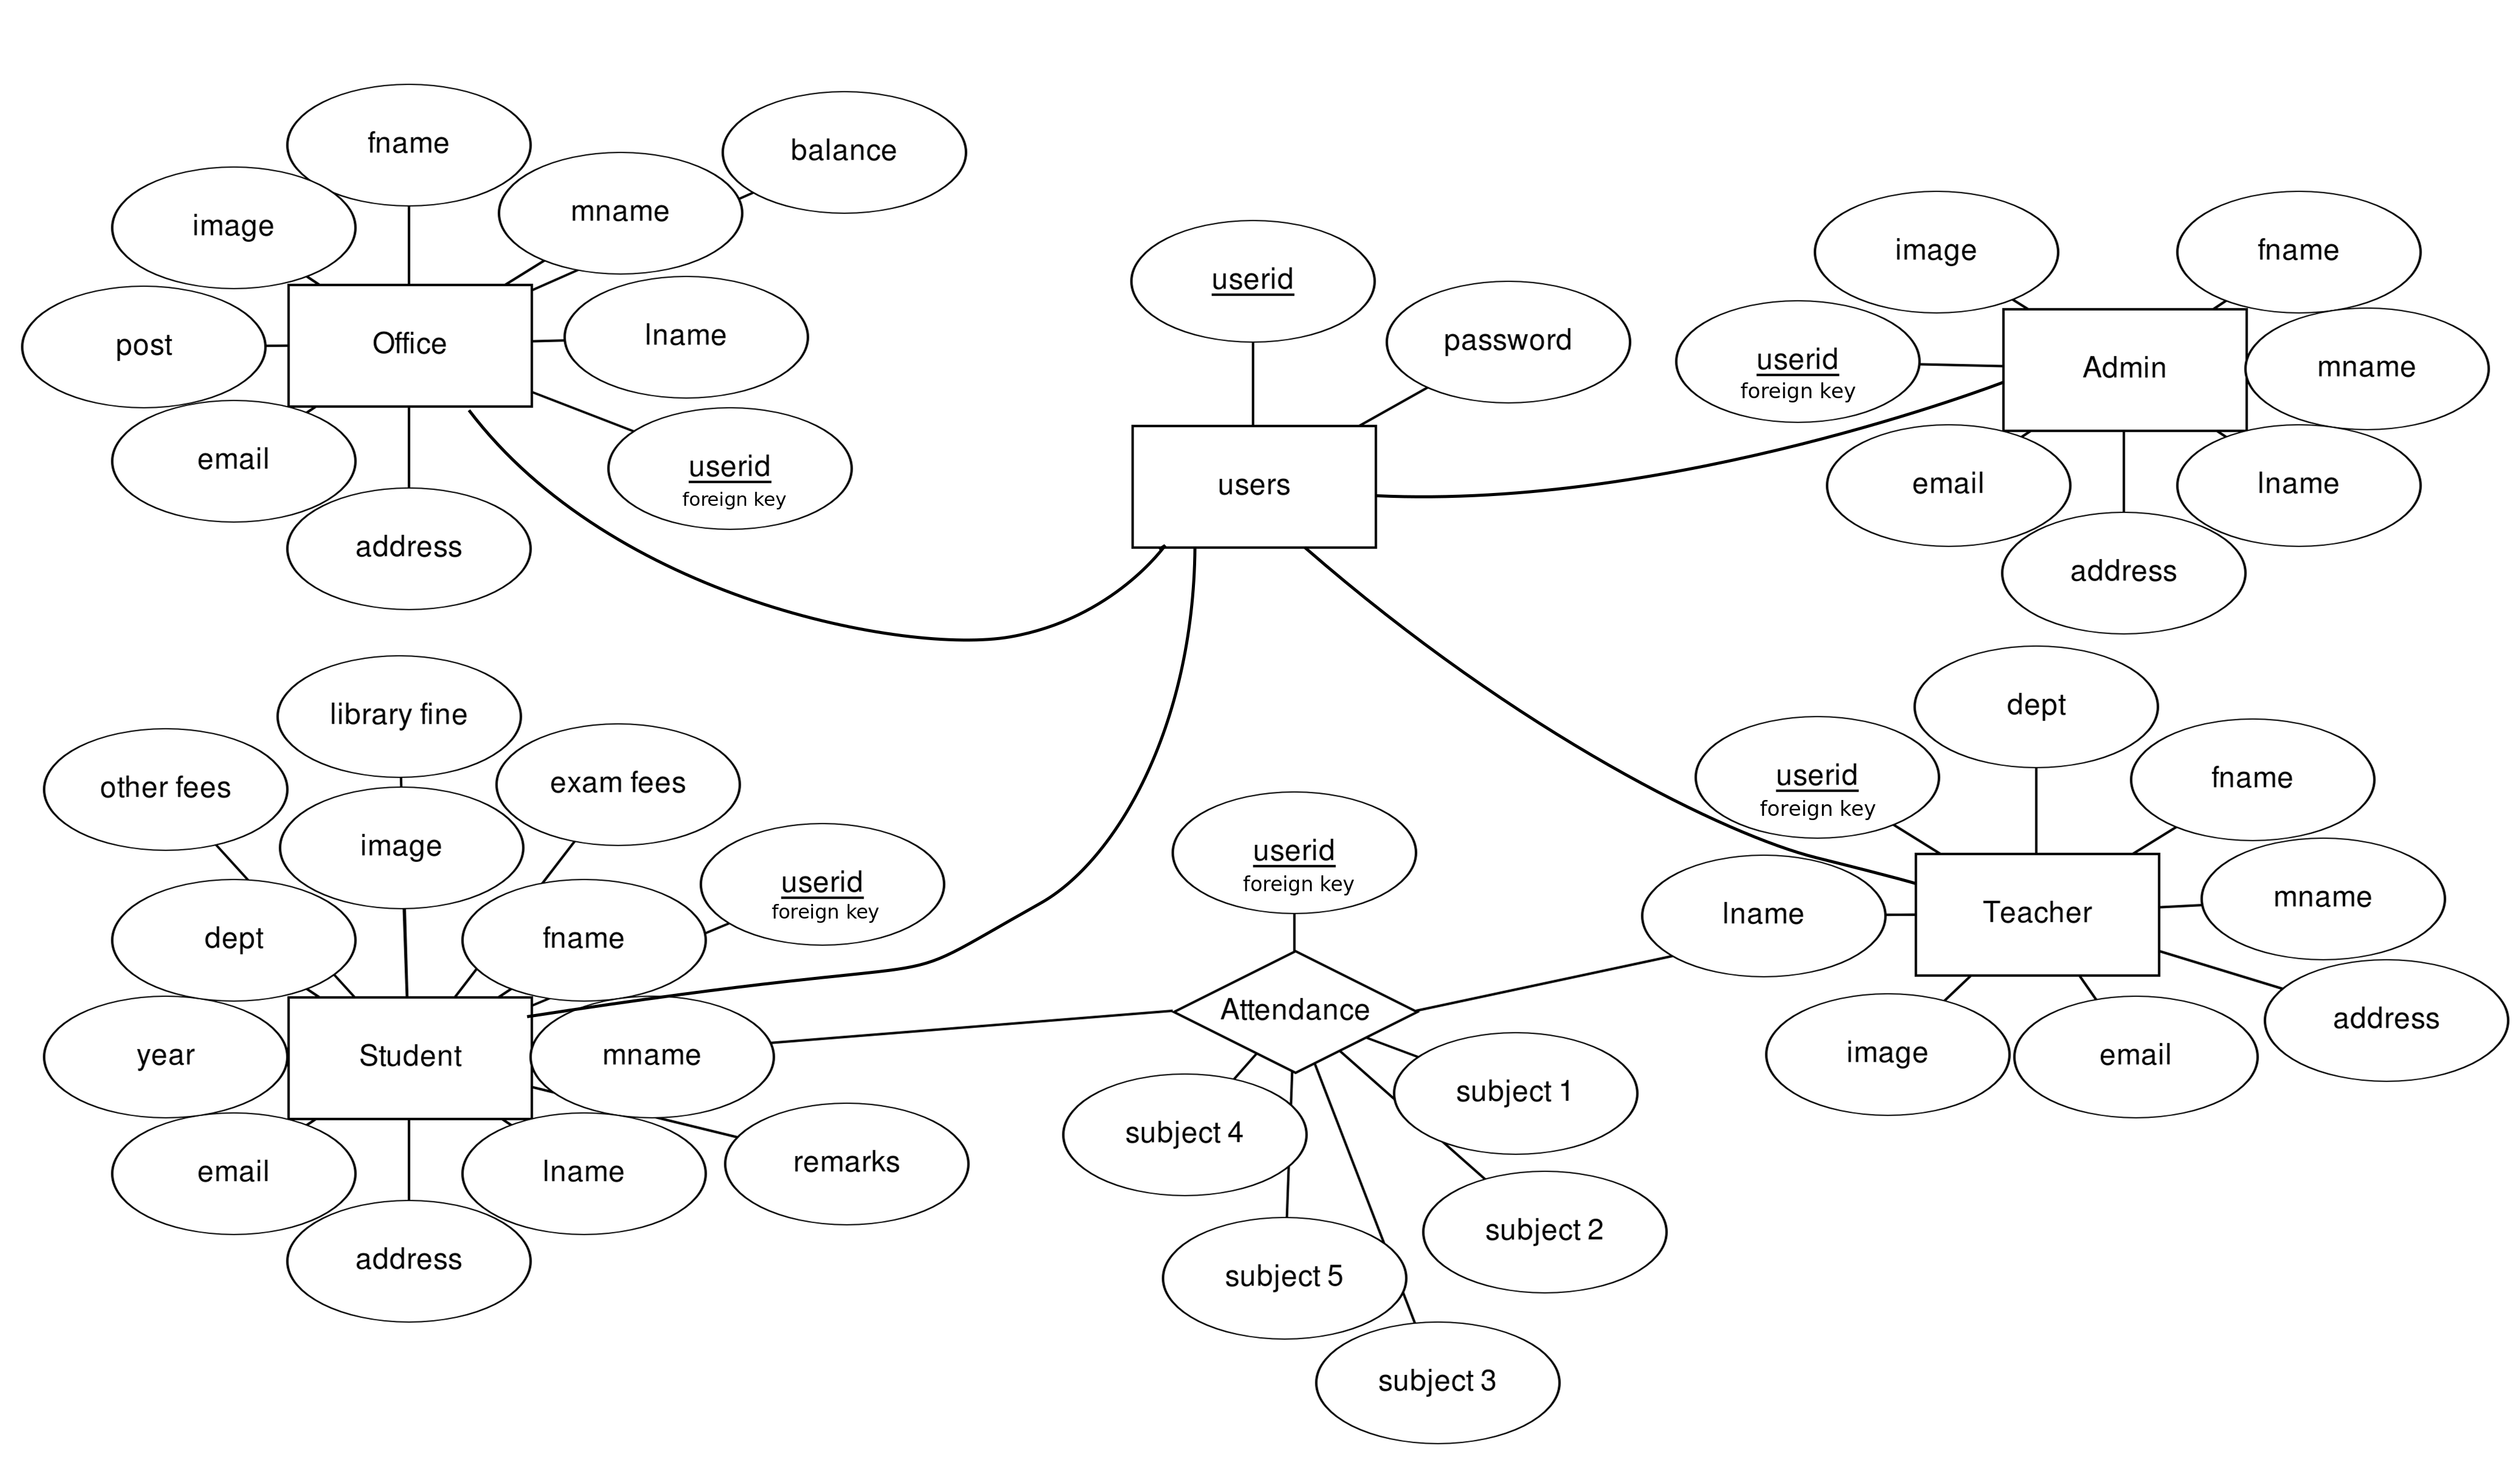 fname
balance
image
mname
post
Office
lname
email
userid
foreign key
address
userid
password
users
image
fname
userid
foreign key
Admin
mname
email
lname
address
library fine
other fees
exam fees
image
userid
foreign key
dept
fname
year
Student
mname
email
lname
remarks
address
userid
foreign key
Attendance
subject 1
subject 4
subject 2
subject 5
subject 3
dept
userid
foreign key
fname
lname
Teacher
mname
address
image
email